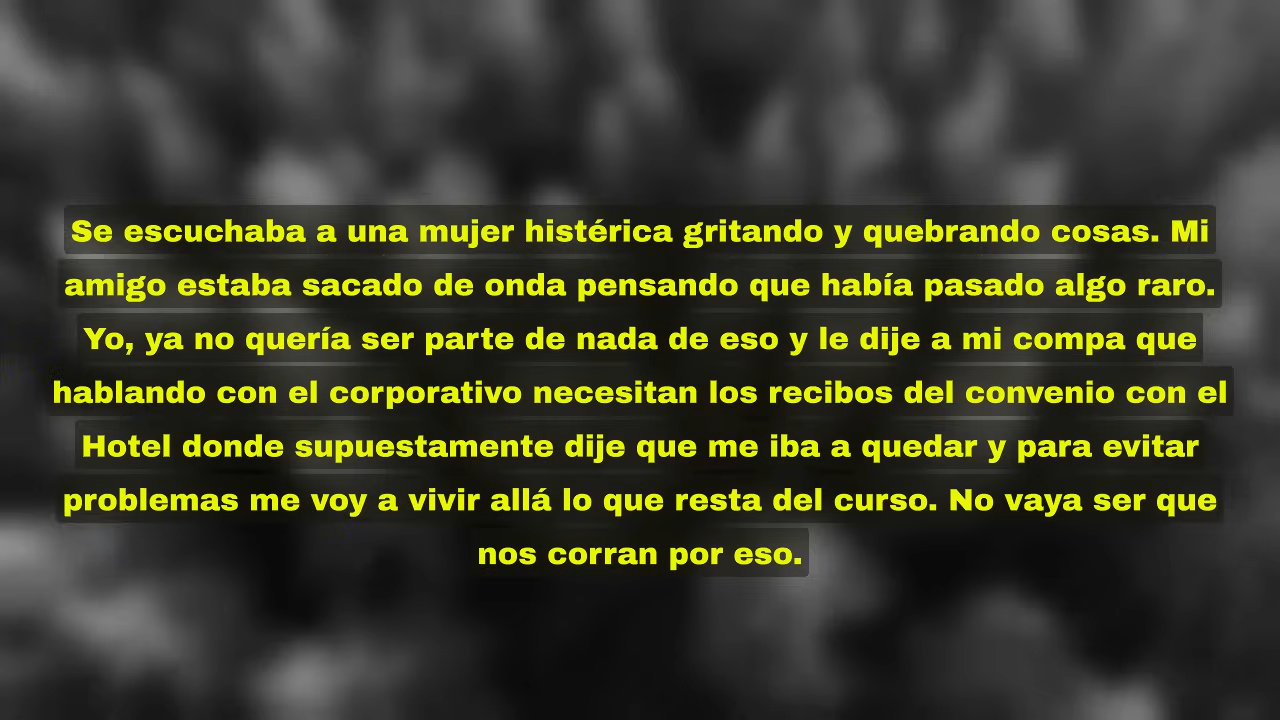 Se escuchaba a una mujer histérica gritando y quebrando cosas. Mi
amigo estaba sacado de onda pensando que había pasado algo raro.
Yo, ya no quería ser parte de nada de eso y le dije a mi compa que
hablando con el corporativo necesitan los recibos del convenio con el
Hotel donde supuestamente dije que me iba a quedar y para evitar
problemas me voy a vivir allá lo que resta del curso. No vaya ser que
nos corran por eso.